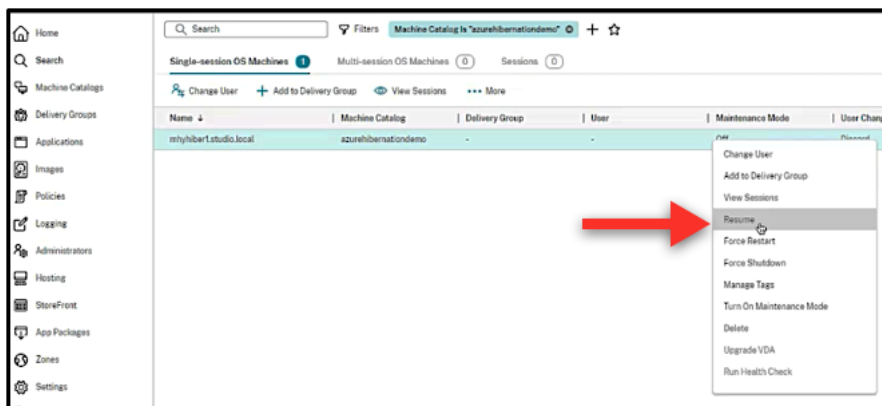 Home
Search
Machine Catalogs
Delivery Groups
Applications
Images
Policies
Logging
Administrators
Hosting
StoreFront
App Packages
Zones
Settings
Search Filters Machine Catalog Is "azurehibernationdemo"
Single-session OS Machines 1 Multi-session OS Machines 0 Sessions 0
Change User Add to Delivery Group View Sessions ••• More
Name ↓ Machine Catalog Delivery Group User Maintenance Mode User Chang
mhyhiber1.studio.local azurehibernationdemo - - Off Discard
Change User
Add to Delivery Group
View Sessions
Resume
Force Restart
Force Shutdown
Manage Tags
Turn On Maintenance Mode
Delete
Upgrade VDA
Run Health Check